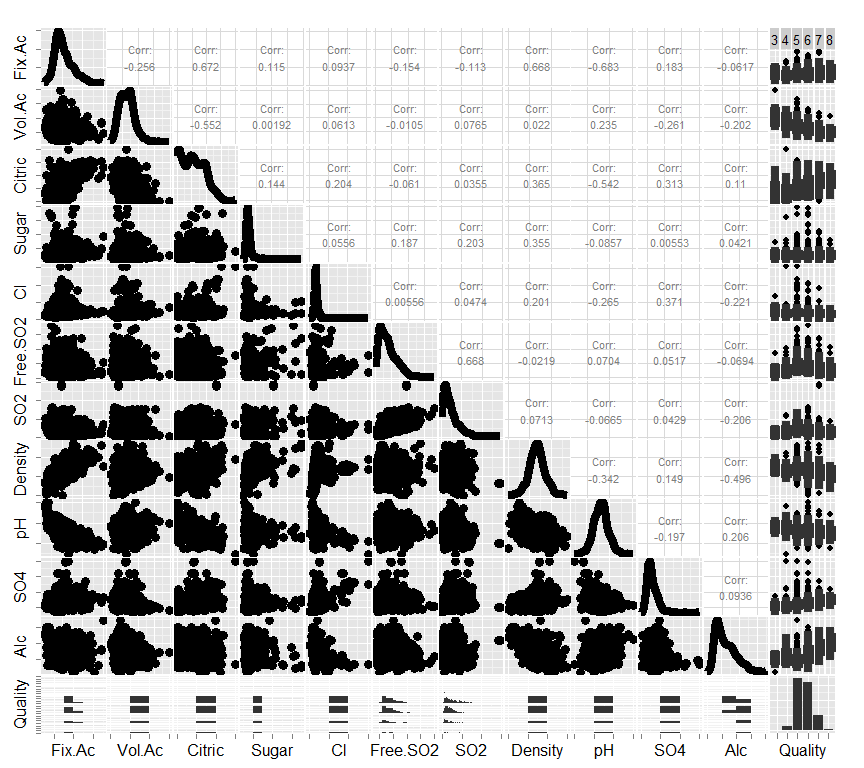 3 4 5 6 7 8
Fix.Ac
Corr: Corr: Corr: Corr: Corr: Corr: Corr: Corr: Corr: Corr:
-0.256 0.672 0.115 0.0937 -0.154 -0.113 0.668 -0.683 0.183 -0.0617
Vol.Ac
Corr: Corr: Corr: Corr: Corr: Corr: Corr: Corr: Corr:
-0.552 0.00192 0.0613 -0.0105 0.0765 0.022 0.235 -0.261 -0.202
Citric
Corr: Corr: Corr: Corr: Corr: Corr: Corr: Corr:
0.144 0.204 -0.061 0.0355 0.365 -0.542 0.313 0.11
Sugar
Corr: Corr: Corr: Corr: Corr: Corr: Corr:
0.0556 0.187 0.203 0.355 -0.0857 0.00553 0.0421
Cl
Corr: Corr: Corr: Corr: Corr: Corr:
0.00556 0.0474 0.201 -0.265 0.371 -0.221
Free.SO2
Corr: Corr: Corr: Corr: Corr:
0.668 -0.0219 0.0704 0.0517 -0.0694
SO2
Corr: Corr: Corr: Corr:
0.0713 -0.0665 0.0429 -0.206
Density
Corr: Corr: Corr:
-0.342 0.149 -0.496
pH
Corr: Corr:
-0.197 0.206
SO4
Corr:
0.0936
Alc
Quality
Fix.Ac Vol.Ac Citric Sugar Cl Free.SO2 SO2 Density pH SO4 Alc Quality